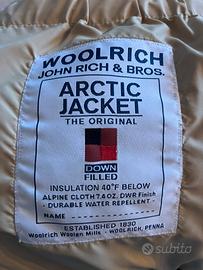 WOOLRICH
JOHN RICH & BROS.
ARCTIC
JACKET
THE ORIGINAL
DOWN
FILLED
INSULATION 40°F BELOW
ALPINE CLOTH 7.6 OZ. DWR Finish
- DURABLE WATER REPELLENT -
NAME
ESTABLISHED 1830
Woolrich Woolen Mills - WOOLRICH, PENNA
subito